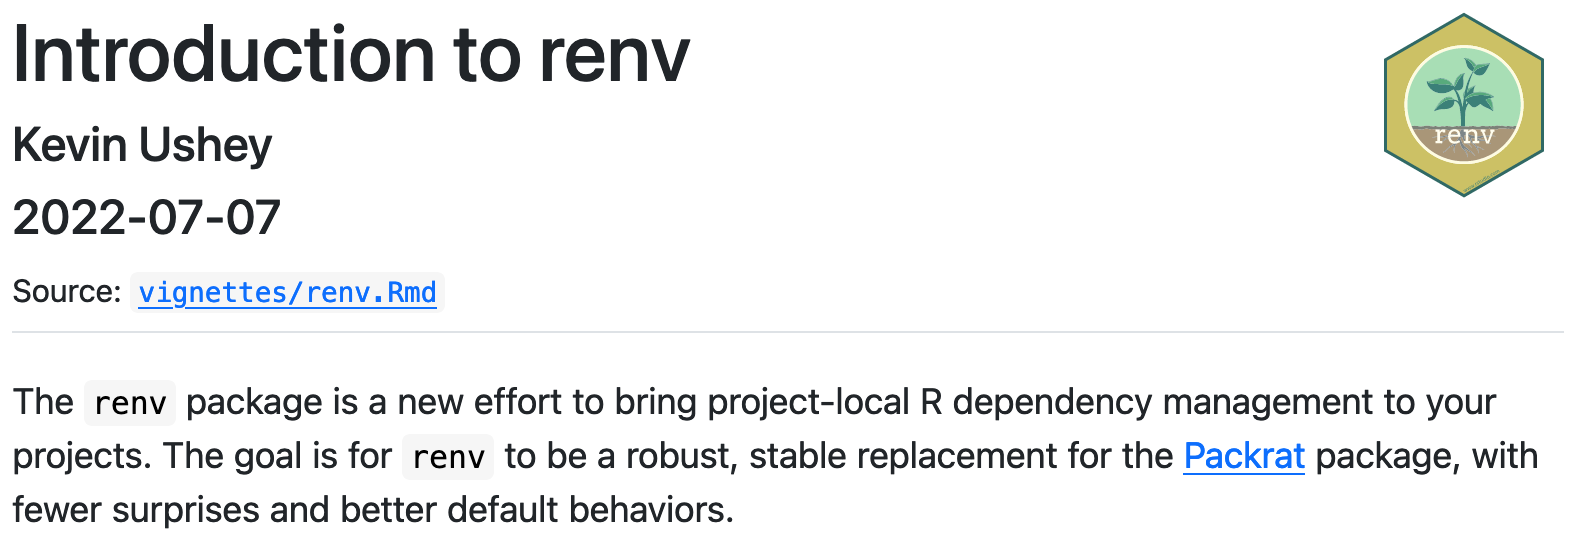 Introduction to renv
renv
Kevin Ushey
2022-07-07
Source: vignettes/renv.Rmd
The renv package is a new effort to bring project-local R dependency management to your
projects. The goal is for renv to be a robust, stable replacement for the Packrat package, with
fewer surprises and better default behaviors.